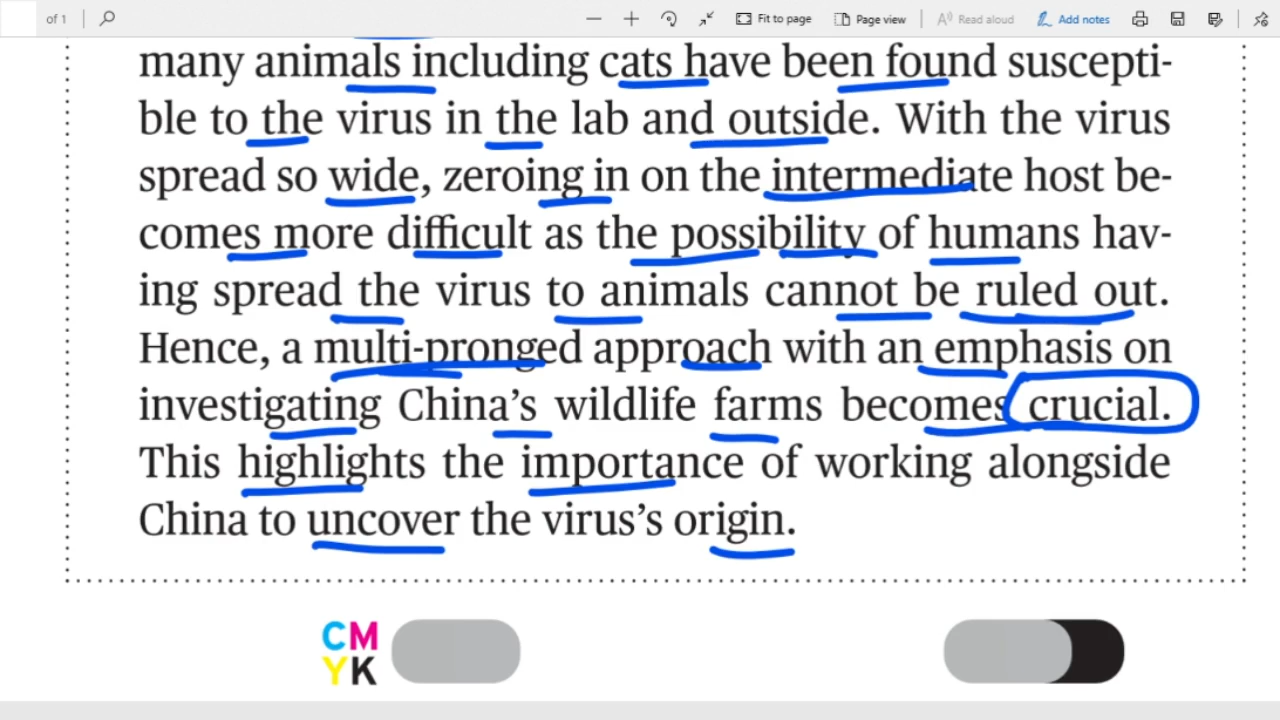 of 1 Fit to page Page view Read aloud Add notes
many animals including cats have been found suscepti-
ble to the virus in the lab and outside. With the virus
spread so wide, zeroing in on the intermediate host be-
comes more difficult as the possibility of humans hav-
ing spread the virus to animals cannot be ruled out.
Hence, a multi-pronged approach with an emphasis on
investigating China’s wildlife farms becomes crucial.
This highlights the importance of working alongside
China to uncover the virus’s origin.
CM
YK